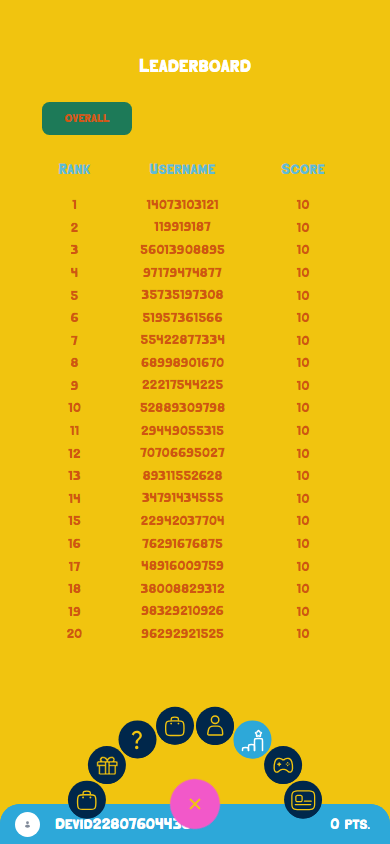 Leaderboard
OVERALL
Rank Username Score
1 14073103121 10
2 119919187 10
3 56013908895 10
4 97179474877 10
5 35735197308 10
6 51957361566 10
7 55422877334 10
8 68998901670 10
9 22217544225 10
10 52889309798 10
11 29449055315 10
12 70706695027 10
13 89311552628 10
14 34791434555 10
15 22942037704 10
16 76291676875 10
17 48916009759 10
18 38008829312 10
19 98329210926 10
20 96292921525 10
?
0 PTS.